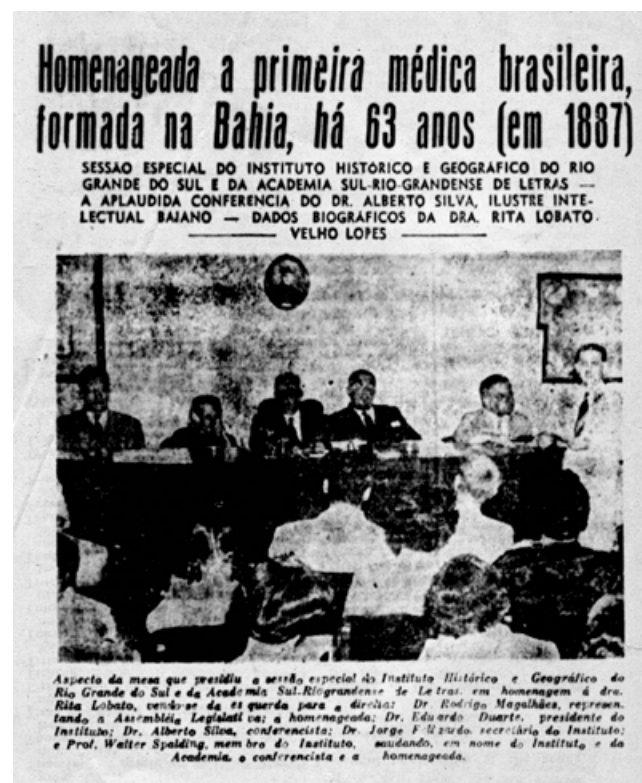 Homenageada a primeira médica brasileira,
formada na Bahia, há 63 anos (em 1887)
SESSÃO ESPECIAL DO INSTITUTO HISTÓRICO E GEOGRÁFICO DO RIO
GRANDE DO SUL E DA ACADEMIA SUL-RIO-GRANDENSE DE LETRAS —
A APLAUDIDA CONFERENCIA DO DR. ALBERTO SILVA, ILUSTRE INTE-
LECTUAL BAIANO — DADOS BIOGRÁFICOS DA DRA. RITA LOBATO
VELHO LOPES
Aspecto da mesa que presidiu a sessão especial do Instituto Histórico e Geográfico do
Rio Grande do Sul e da Academia Sul-Riograndense de Letras, em homenagem á dra.
Rita Lobato, vendo-se da esquerda para a direita: Dr. Rodrigo Magalhães, represen-
tando a Assembléia Legislativa; a homenageada; Dr. Eduardo Duarte, presidente do
Instituto; Dr. Alberto Silva, conferencista; Dr. Jorge Felizardo, secretário do Instituto;
e Prof. Walter Spalding, membro do Instituto, saudando, em nome do Instituto e da
Academia, o conferencista e a homenageada.